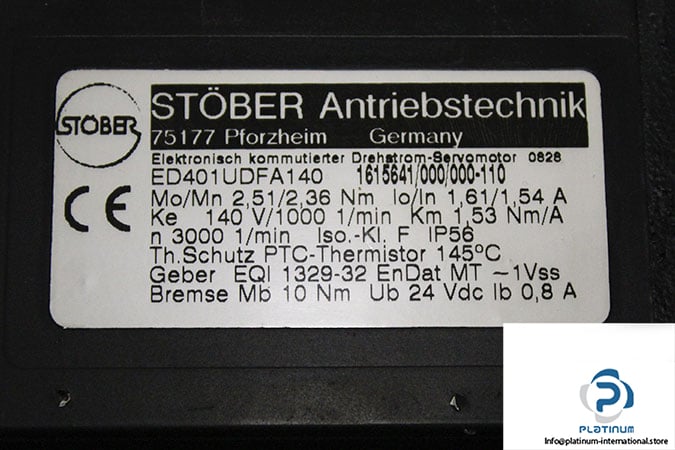 STÖBER
STÖBER Antriebstechnik
75177 Pforzheim Germany
Elektronisch kommutierter Drehstrom-Servomotor 0828
ED401UDFA140 1615641/000/000-110
Mo/Mn 2,51/2,36 Nm Io/In 1,61/1,54 A
Ke 140 V/1000 1/min Km 1,53 Nm/A
n 3000 1/min Iso.-Kl. F IP56
Th.Schutz PTC-Thermistor 145°C
Geber EQI 1329-32 EnDat MT ~1Vss
Bremse Mb 10 Nm Ub 24 Vdc Ib 0,8 A
CE
PLATINUM
Info@platinum-international.store